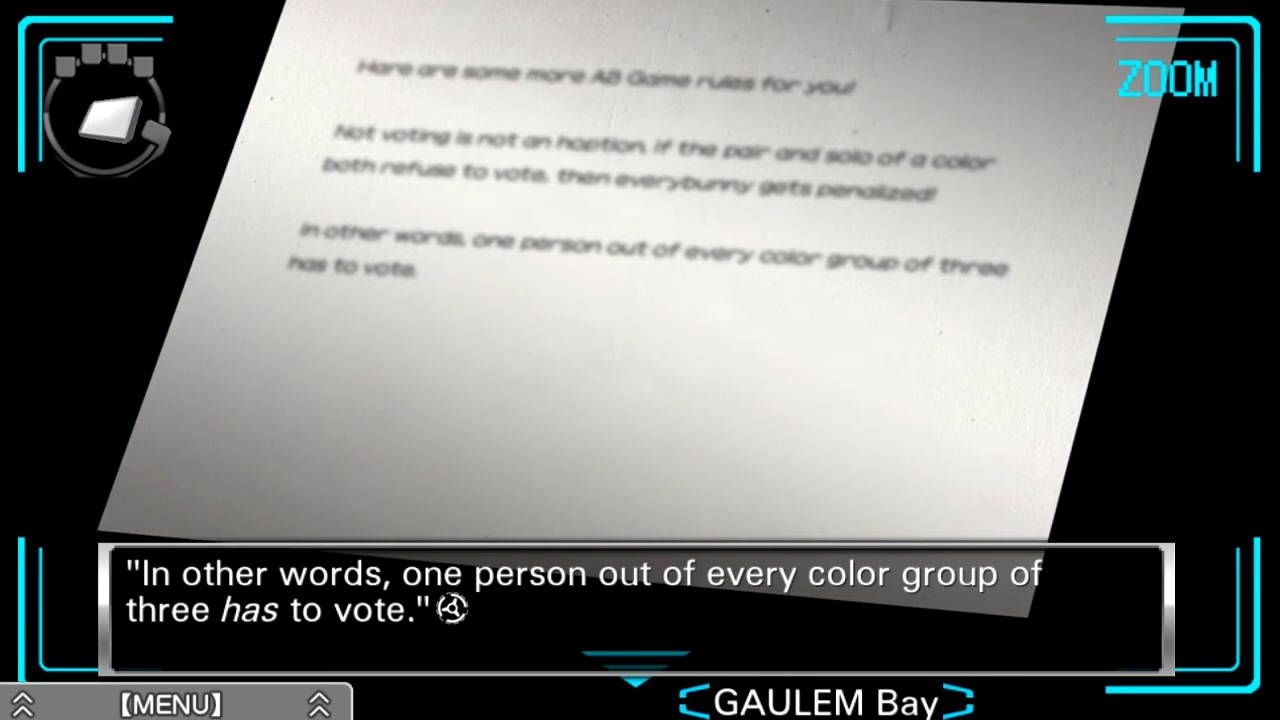 ZOOM
Hare are some more AB Game rules for you!
Not voting is not an hoption. If the pair and solo of a color
both refuse to vote, then everybunny gets penalized!
In other words, one person out of every color group of three
has to vote.
"In other words, one person out of every color group of
three has to vote."
[MENU]
GAULEM Bay